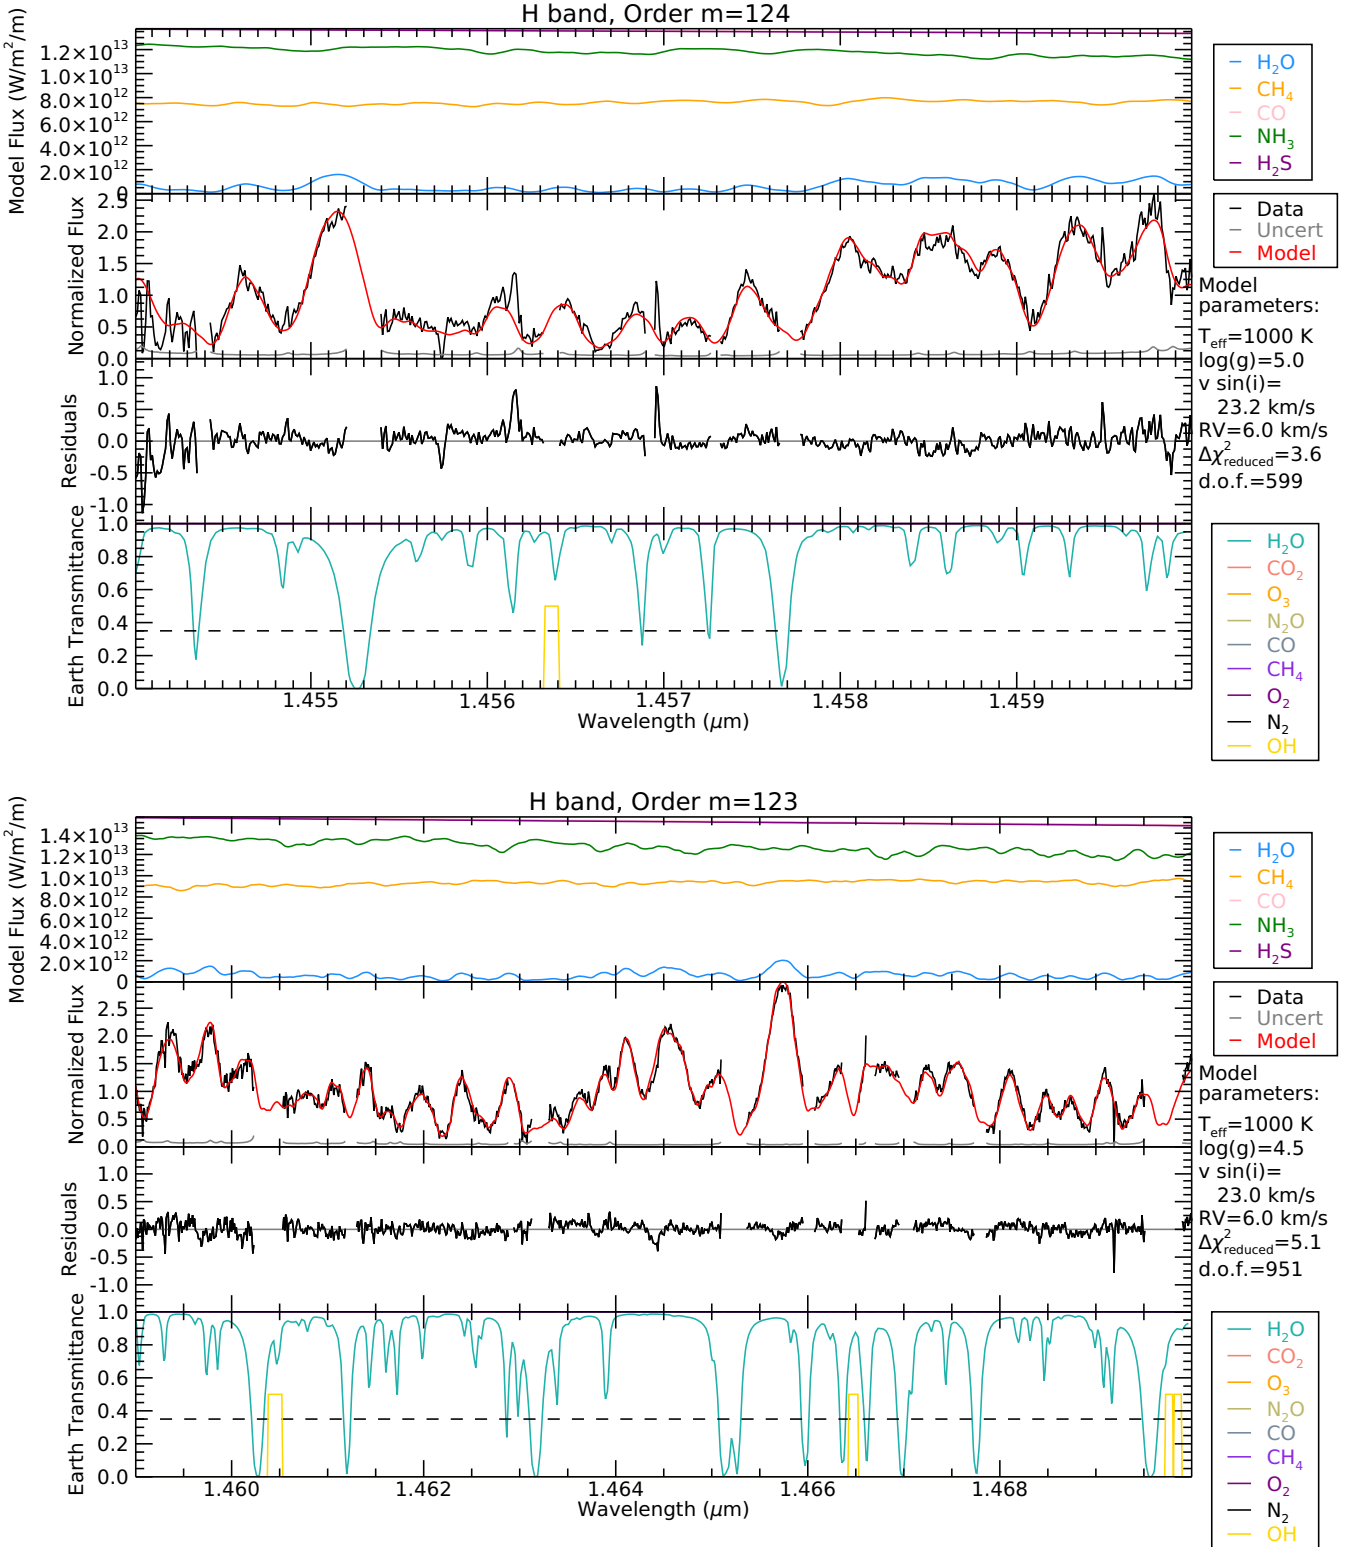 H band, Order m=124
Model Flux (W/m²/m)
1.2×10¹³
1.0×10¹³
8.0×10¹²
6.0×10¹²
4.0×10¹²
2.0×10¹²
0
H₂O
CH₄
CO
NH₃
H₂S
Normalized Flux
2.5
2.0
1.5
1.0
0.5
0.0
Data
Uncert
Model
Model
parameters:
T_eff=1000 K
log(g)=5.0
v sin(i)=
23.2 km/s
RV=6.0 km/s
Δχ²_reduced=3.6
d.o.f.=599
Residuals
1.0
0.5
0.0
-0.5
-1.0
Earth Transmittance
1.0
0.8
0.6
0.4
0.2
0.0
H₂O
CO₂
O₃
N₂O
CO
CH₄
O₂
N₂
OH
1.455 1.456 1.457 1.458 1.459
Wavelength (μm)
H band, Order m=123
Model Flux (W/m²/m)
1.4×10¹³
1.2×10¹³
1.0×10¹³
8.0×10¹²
6.0×10¹²
4.0×10¹²
2.0×10¹²
0
H₂O
CH₄
CO
NH₃
H₂S
Normalized Flux
2.5
2.0
1.5
1.0
0.5
0.0
Data
Uncert
Model
Model
parameters:
T_eff=1000 K
log(g)=4.5
v sin(i)=
23.0 km/s
RV=6.0 km/s
Δχ²_reduced=5.1
d.o.f.=951
Residuals
1.0
0.5
0.0
-0.5
-1.0
Earth Transmittance
1.0
0.8
0.6
0.4
0.2
0.0
H₂O
CO₂
O₃
N₂O
CO
CH₄
O₂
N₂
OH
1.460 1.462 1.464 1.466 1.468
Wavelength (μm)